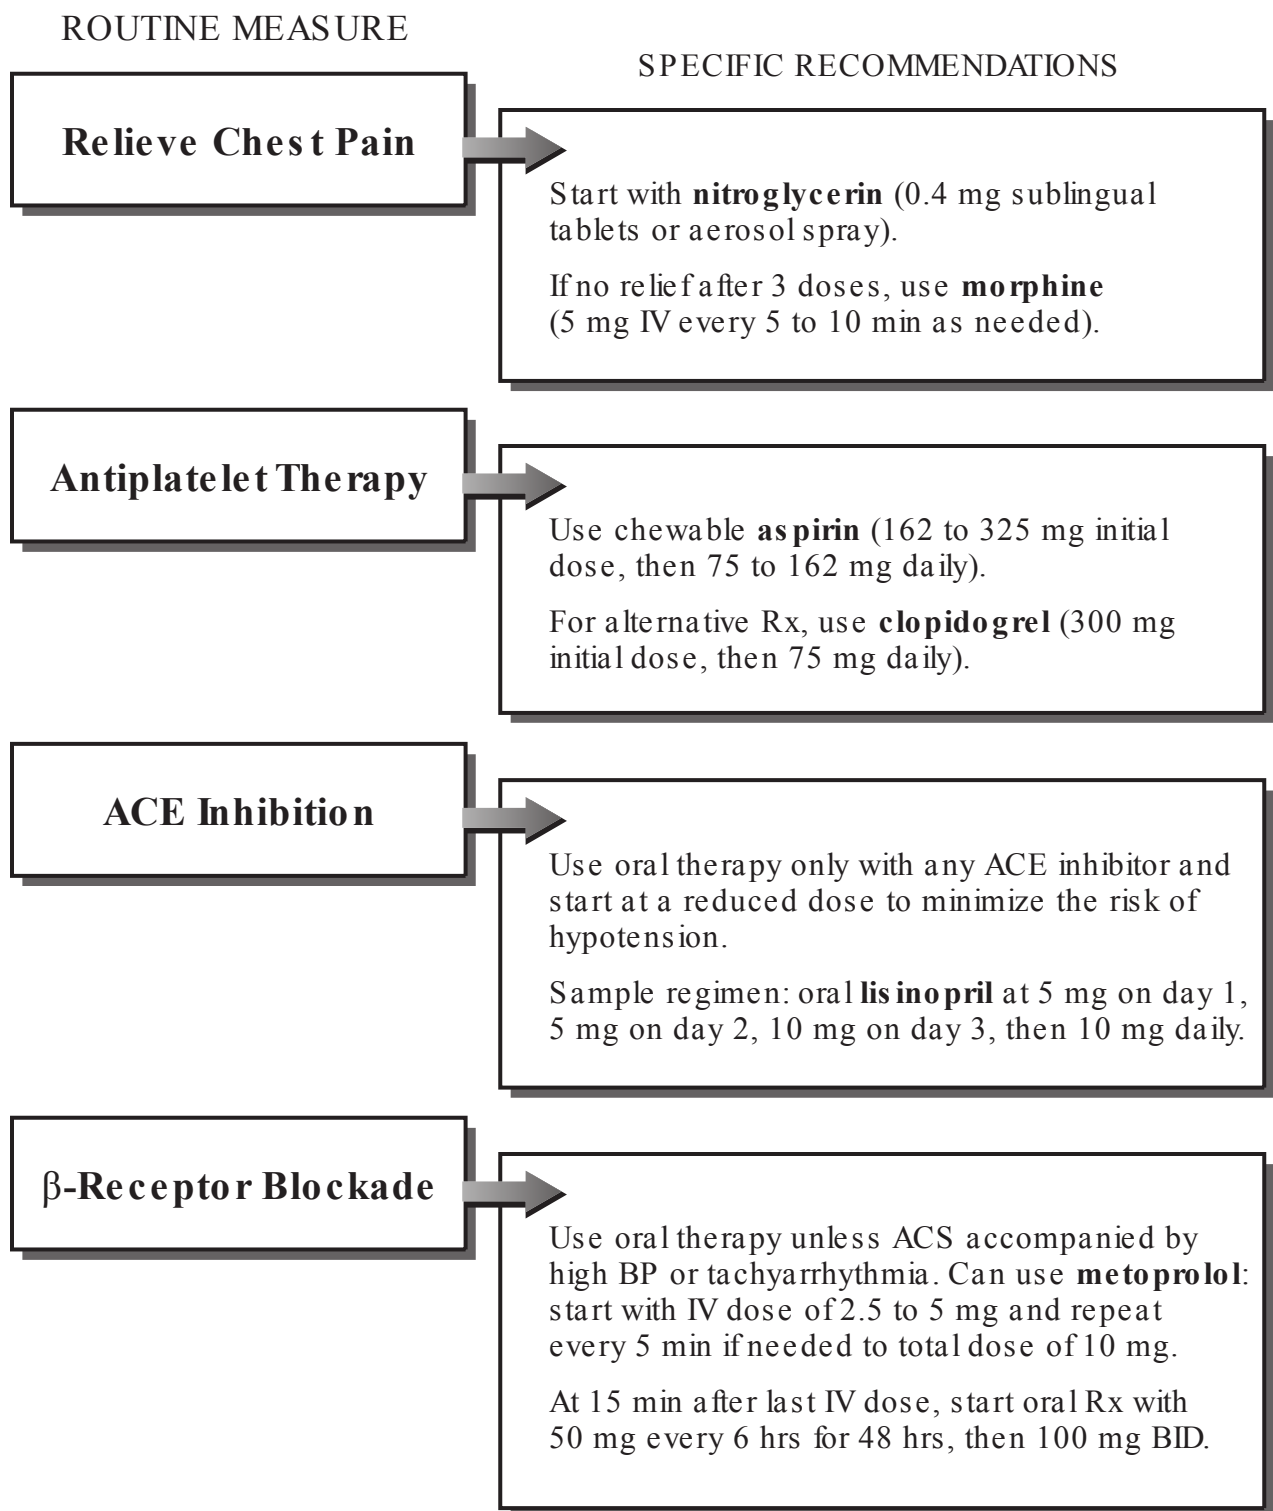 ROUTINE MEASURE
SPECIFIC RECOMMENDATIONS
Relieve Chest Pain
Start with nitroglycerin (0.4 mg sublingual
tablets or aerosol spray).
If no relief after 3 doses, use morphine
(5 mg IV every 5 to 10 min as needed).
Antiplatelet Therapy
Use chewable aspirin (162 to 325 mg initial
dose, then 75 to 162 mg daily).
For alternative Rx, use clopidogrel (300 mg
initial dose, then 75 mg daily).
ACE Inhibition
Use oral therapy only with any ACE inhibitor and
start at a reduced dose to minimize the risk of
hypotension.
Sample regimen: oral lisinopril at 5 mg on day 1,
5 mg on day 2, 10 mg on day 3, then 10 mg daily.
β-Receptor Blockade
Use oral therapy unless ACS accompanied by
high BP or tachyarrhythmia. Can use metoprolol:
start with IV dose of 2.5 to 5 mg and repeat
every 5 min if needed to total dose of 10 mg.
At 15 min after last IV dose, start oral Rx with
50 mg every 6 hrs for 48 hrs, then 100 mg BID.